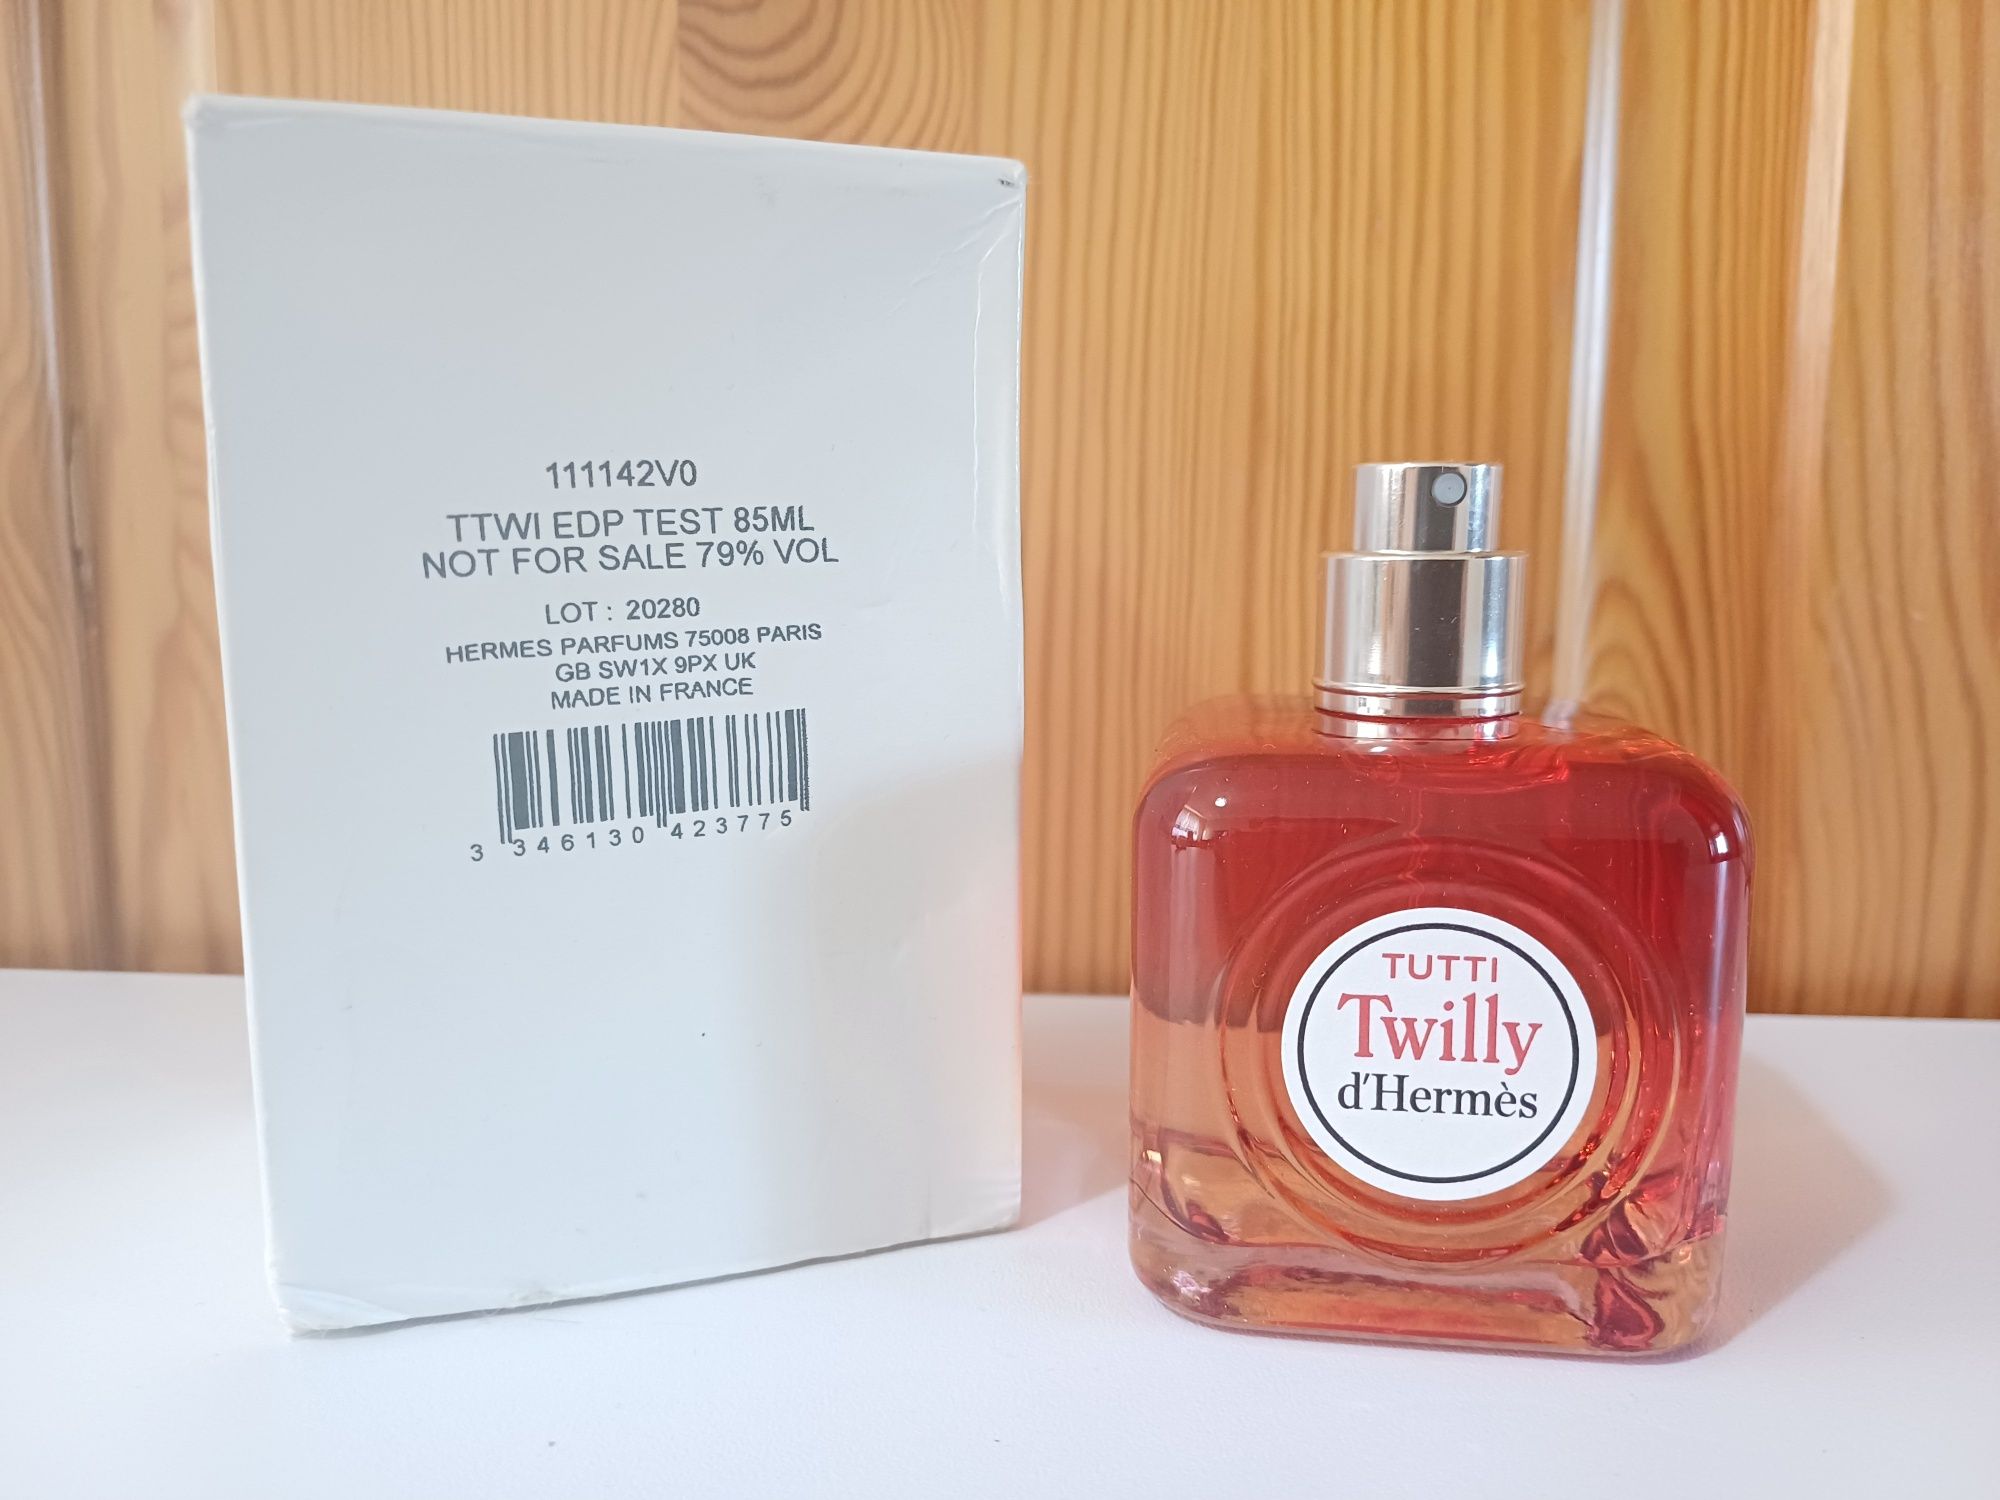 111142V0
TTWI EDP TEST 85ML
NOT FOR SALE 79% VOL
LOT : 20280
HERMES PARFUMS 75008 PARIS
GB SW1X 9PX UK
MADE IN FRANCE
3 346130 423775
TUTTI
Twilly
d'Hermès